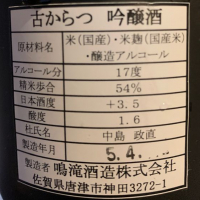 古からつ 吟醸酒
原材料名 米(国産)・米麹(国産米)・醸造アルコール
アルコール分 17度
精米歩合 54%
日本酒度 +3.5
酸度 1.6
杜氏名 中島 政直
製造年月 5.4.
製造者 鳴滝酒造株式会社
佐賀県唐津市神田3272-1